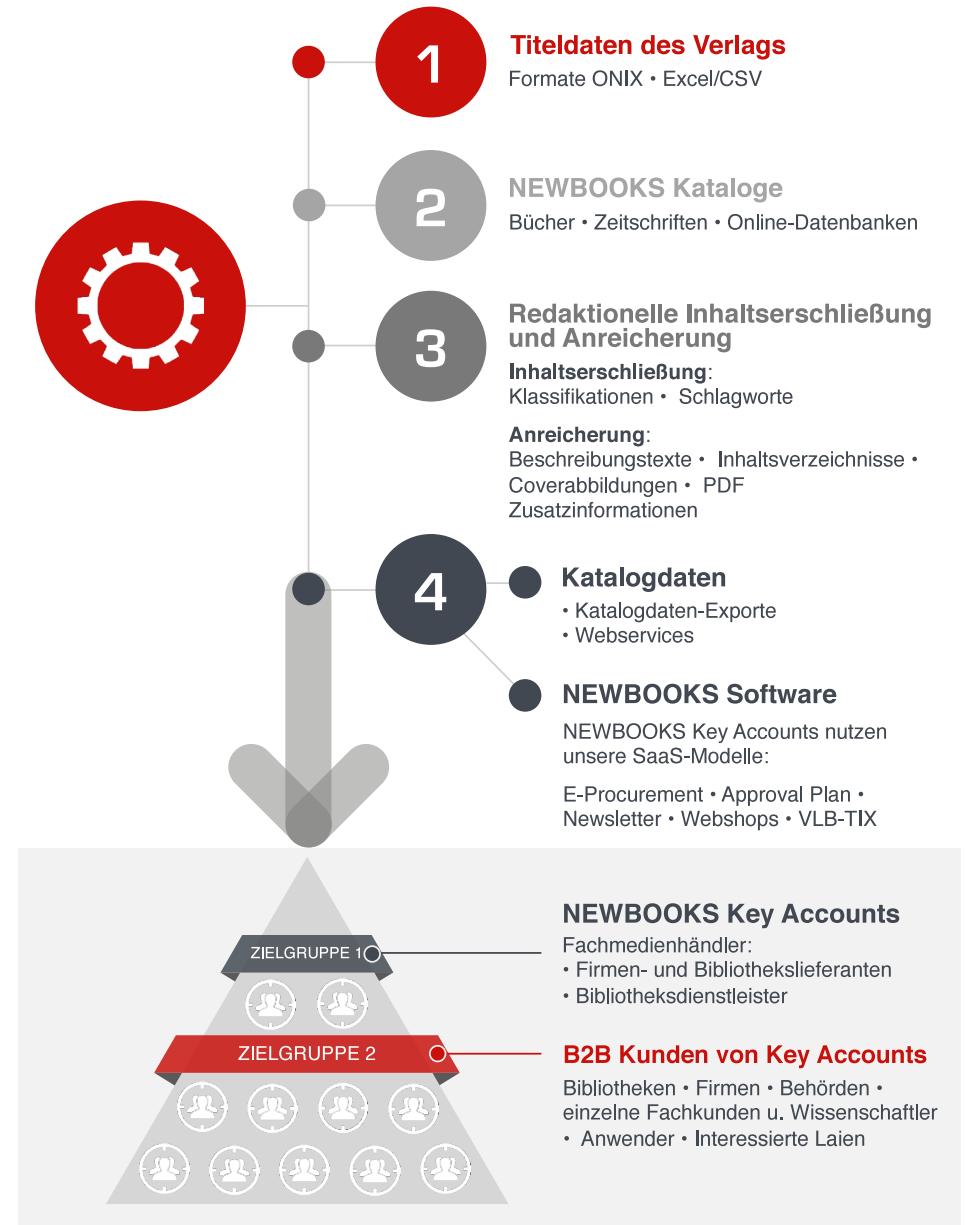 1
Titeldaten des Verlags
Formate ONIX • Excel/CSV
2
NEWBOOKS Kataloge
Bücher • Zeitschriften • Online-Datenbanken
3
Redaktionelle Inhaltserschließung
und Anreicherung
Inhaltserschließung:
Klassifikationen • Schlagworte
Anreicherung:
Beschreibungstexte • Inhaltsverzeichnisse •
Coverabbildungen • PDF
Zusatzinformationen
4
Katalogdaten
• Katalogdaten-Exporte
• Webservices
NEWBOOKS Software
NEWBOOKS Key Accounts nutzen
unsere SaaS-Modelle:
E-Procurement • Approval Plan •
Newsletter • Webshops • VLB-TIX
ZIELGRUPPE 1
NEWBOOKS Key Accounts
Fachmedienhändler:
• Firmen- und Bibliothekslieferanten
• Bibliotheksdienstleister
ZIELGRUPPE 2
B2B Kunden von Key Accounts
Bibliotheken • Firmen • Behörden •
einzelne Fachkunden u. Wissenschaftler
• Anwender • Interessierte Laien